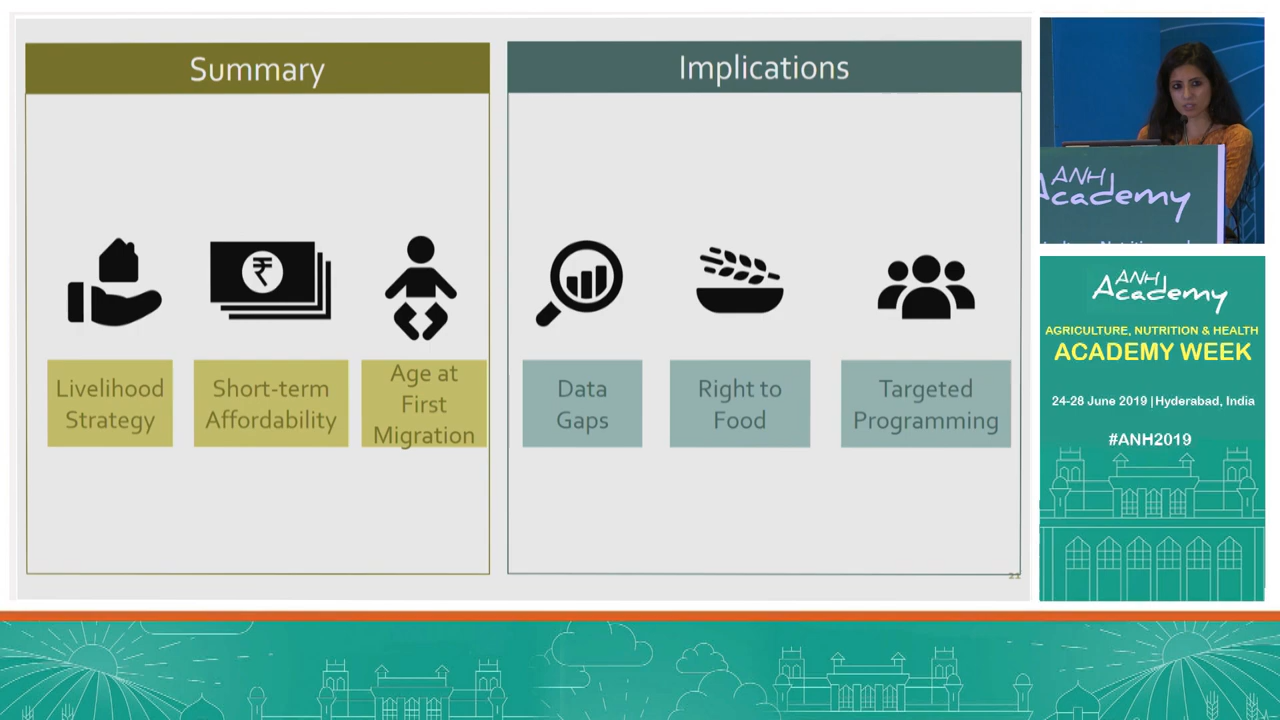 Summary
Implications
₹
Livelihood
Strategy
Short-term
Affordability
Age at
First
Migration
Data
Gaps
Right to
Food
Targeted
Programming
21
ANH
Academy
ANH
Academy
AGRICULTURE, NUTRITION & HEALTH
ACADEMY WEEK
24-28 June 2019 | Hyderabad, India
#ANH2019